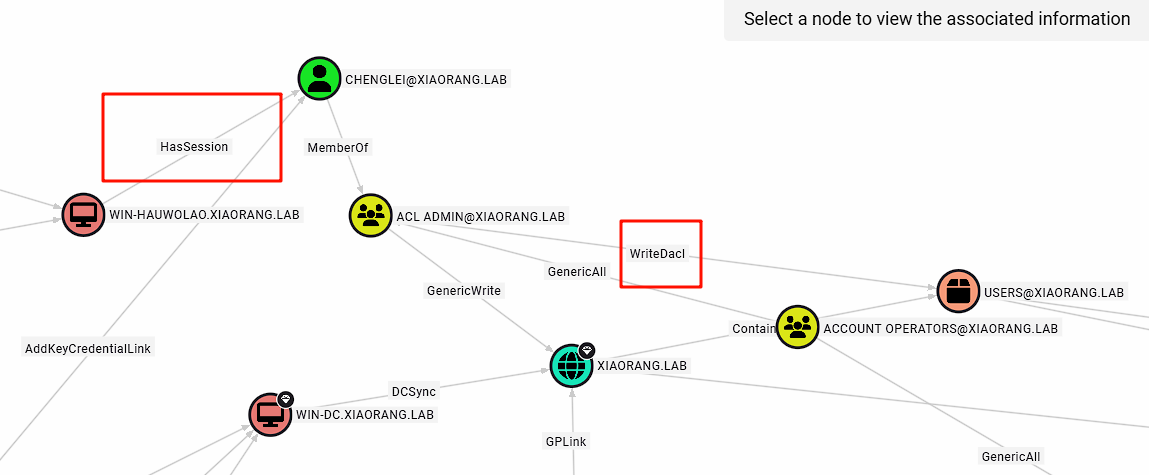 Select a node to view the associated information
CHENGLEI@XIAORANG.LAB
HasSession
MemberOf
WIN-HAUWOLAO.XIAORANG.LAB
ACL ADMIN@XIAORANG.LAB
WriteDacl
GenericAll
GenericWrite
USERS@XIAORANG.LAB
Contain
ACCOUNT OPERATORS@XIAORANG.LAB
AddKeyCredentialLink
XIAORANG.LAB
DCSync
WIN-DC.XIAORANG.LAB
GPLink
GenericAll